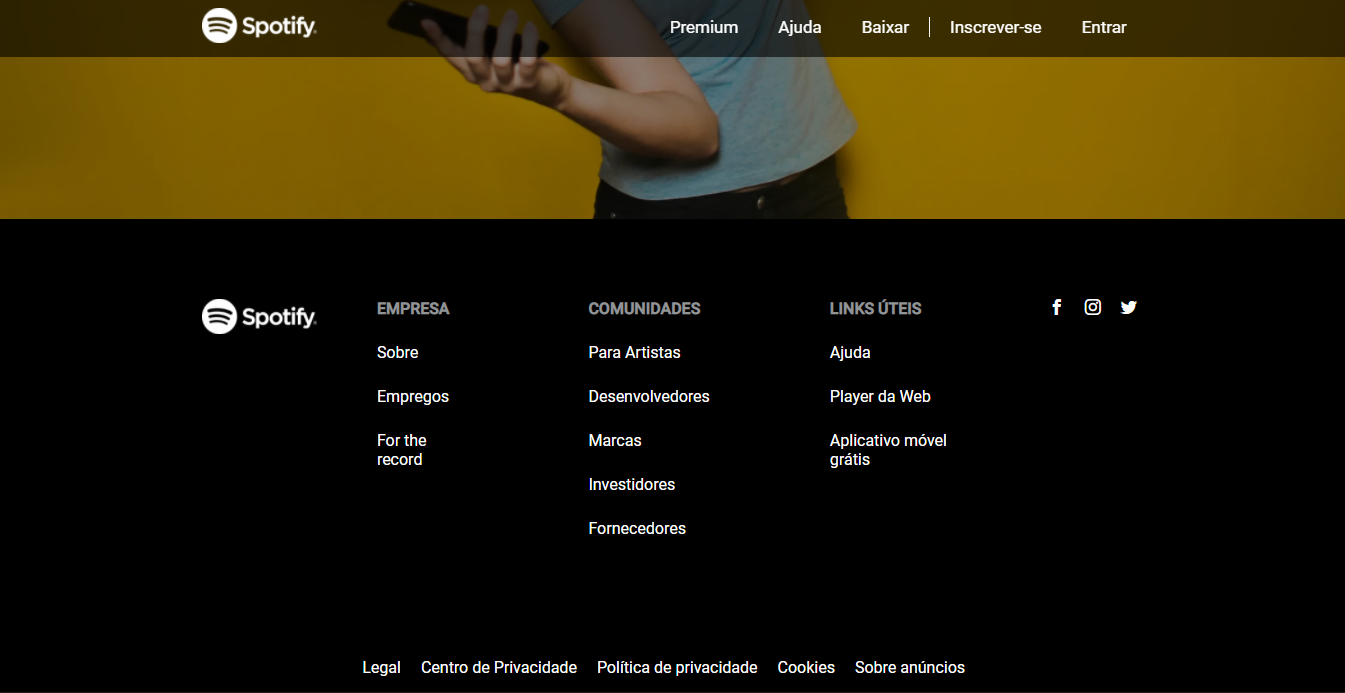 Spotify
Premium Ajuda Baixar Inscrever-se Entrar
Spotify
EMPRESA
Sobre
Empregos
For the
record
COMUNIDADES
Para Artistas
Desenvolvedores
Marcas
Investidores
Fornecedores
LINKS ÚTEIS
Ajuda
Player da Web
Aplicativo móvel
grátis
Legal Centro de Privacidade Política de privacidade Cookies Sobre anúncios